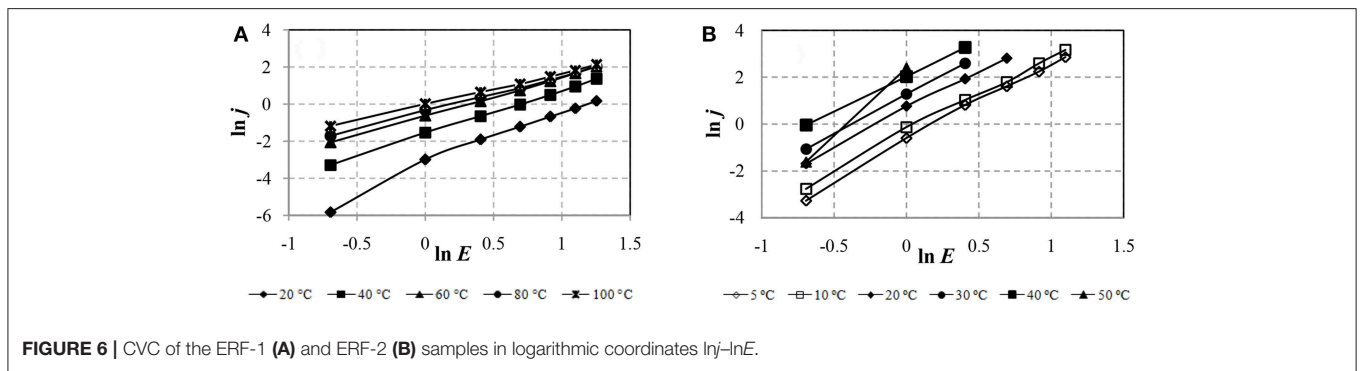 A
4
2
0
-2
-4
-6
ln j
-1
-0.5
0
0.5
1
1.5
ln E
20 °C
40 °C
60 °C
80 °C
100 °C
B
4
2
0
-2
-4
ln j
-1
-0.5
0
0.5
1
1.5
ln E
5 °C
10 °C
20 °C
30 °C
40 °C
50 °C
FIGURE 6 | CVC of the ERF-1 (A) and ERF-2 (B) samples in logarithmic coordinates lnj–lnE.